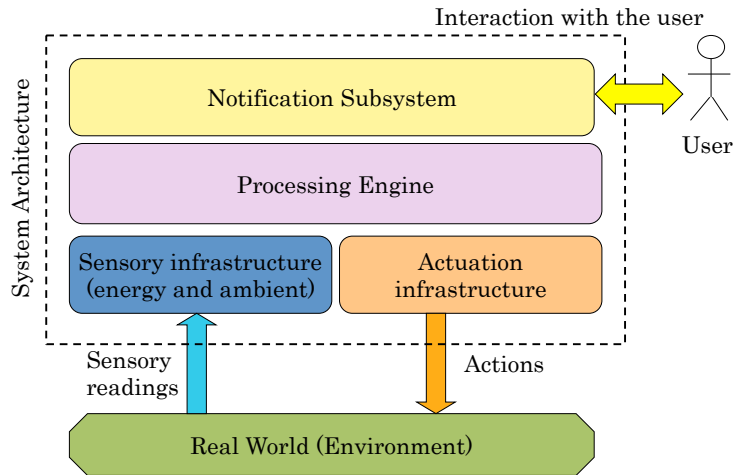 Interaction with the user
System Architecture
Notification Subsystem
User
Processing Engine
Sensory infrastructure
(energy and ambient)
Actuation
infrastructure
Sensory
readings
Actions
Real World (Environment)